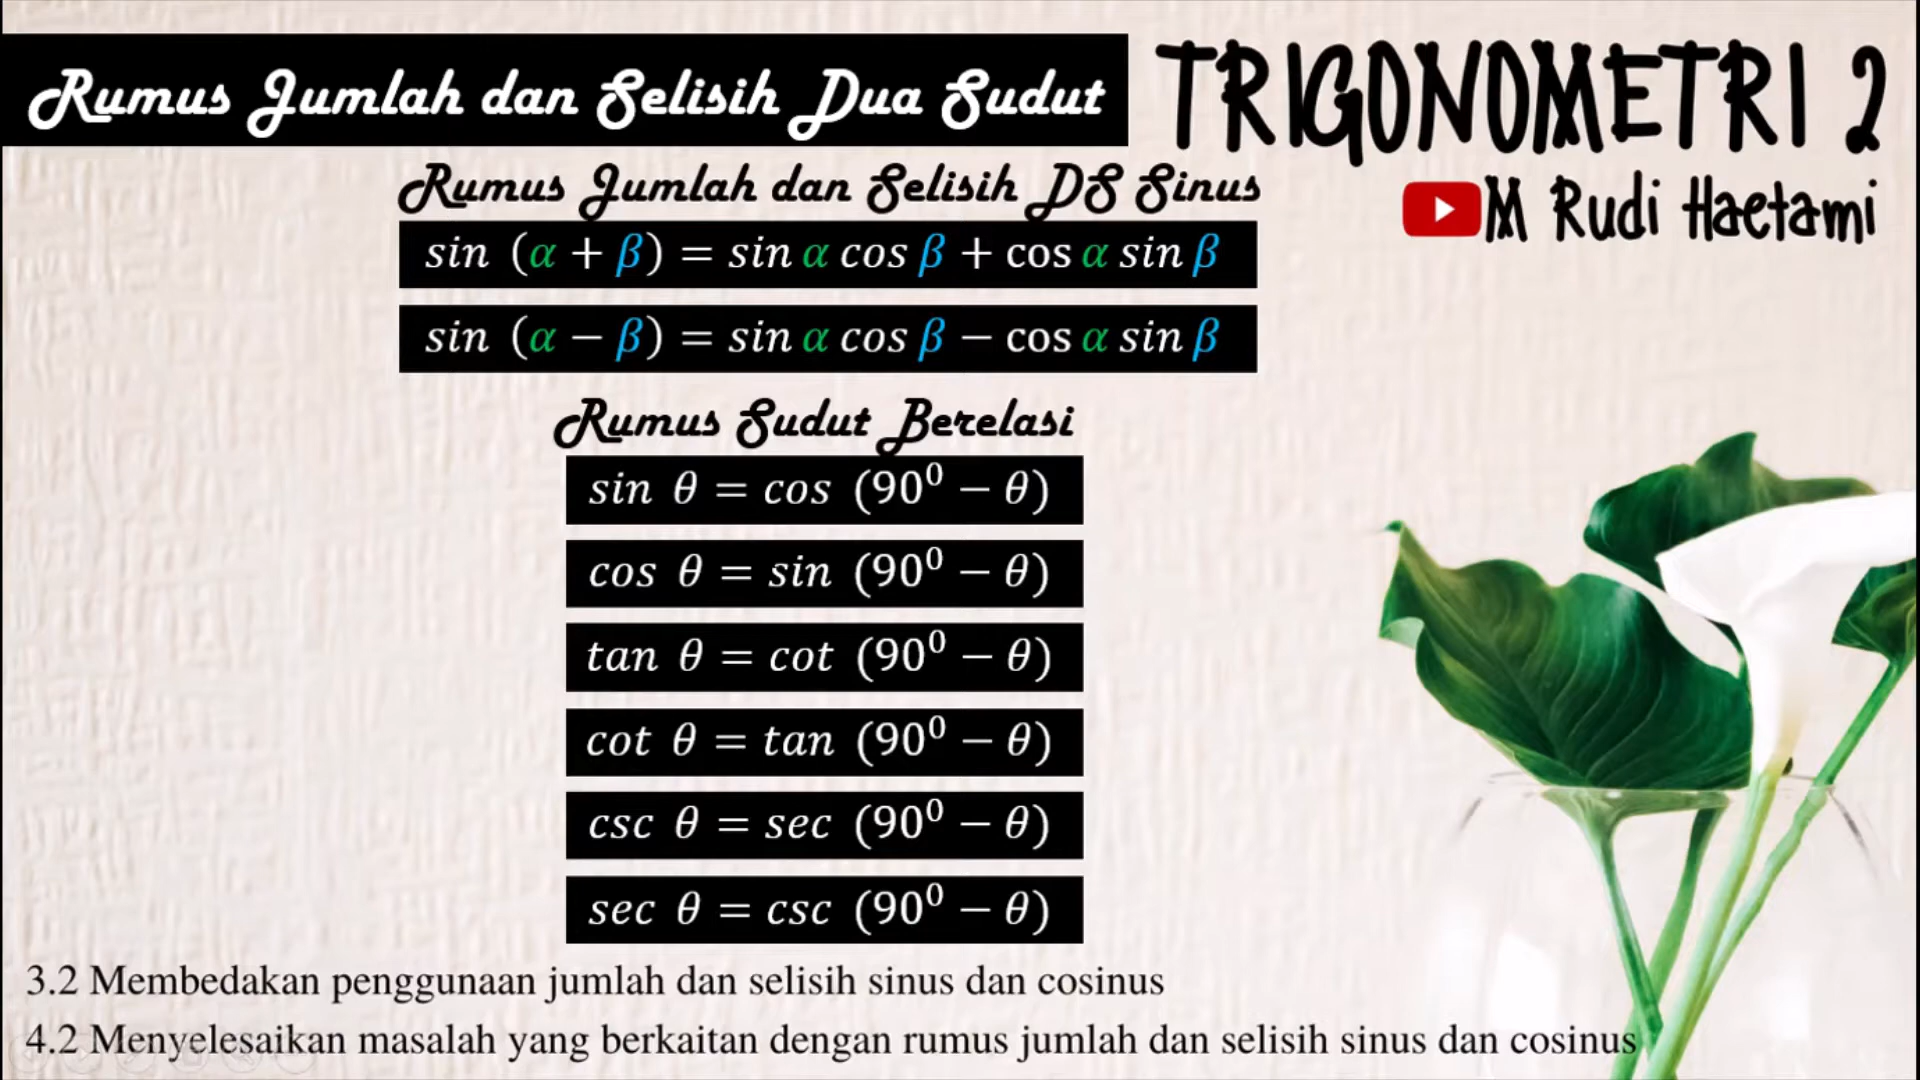 Rumus Jumlah dan Selisih Dua Sudut
TRIGONOMETRI 2
M Rudi Haetami
Rumus Jumlah dan Selisih DS Sinus
sin (α + β) = sin α cos β + cos α sin β
sin (α − β) = sin α cos β − cos α sin β
Rumus Sudut Berelasi
sin θ = cos (90⁰ − θ)
cos θ = sin (90⁰ − θ)
tan θ = cot (90⁰ − θ)
cot θ = tan (90⁰ − θ)
csc θ = sec (90⁰ − θ)
sec θ = csc (90⁰ − θ)
3.2 Membedakan penggunaan jumlah dan selisih sinus dan cosinus
4.2 Menyelesaikan masalah yang berkaitan dengan rumus jumlah dan selisih sinus dan cosinus